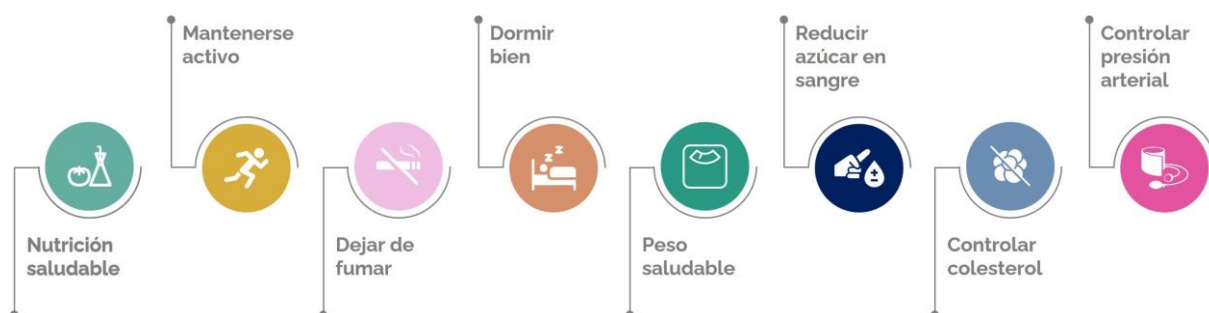 Nutrición
saludable
Mantenerse
activo
Dejar de
fumar
Dormir
bien
Peso
saludable
Reducir
azúcar en
sangre
Controlar
colesterol
Controlar
presión
arterial